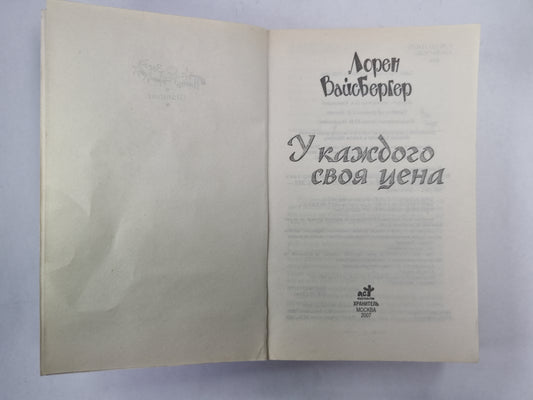 Лорен
Вайсбергер
У каждого
своя цена
аст
ХРАНИТЕЛЬ
МОСКВА
2007